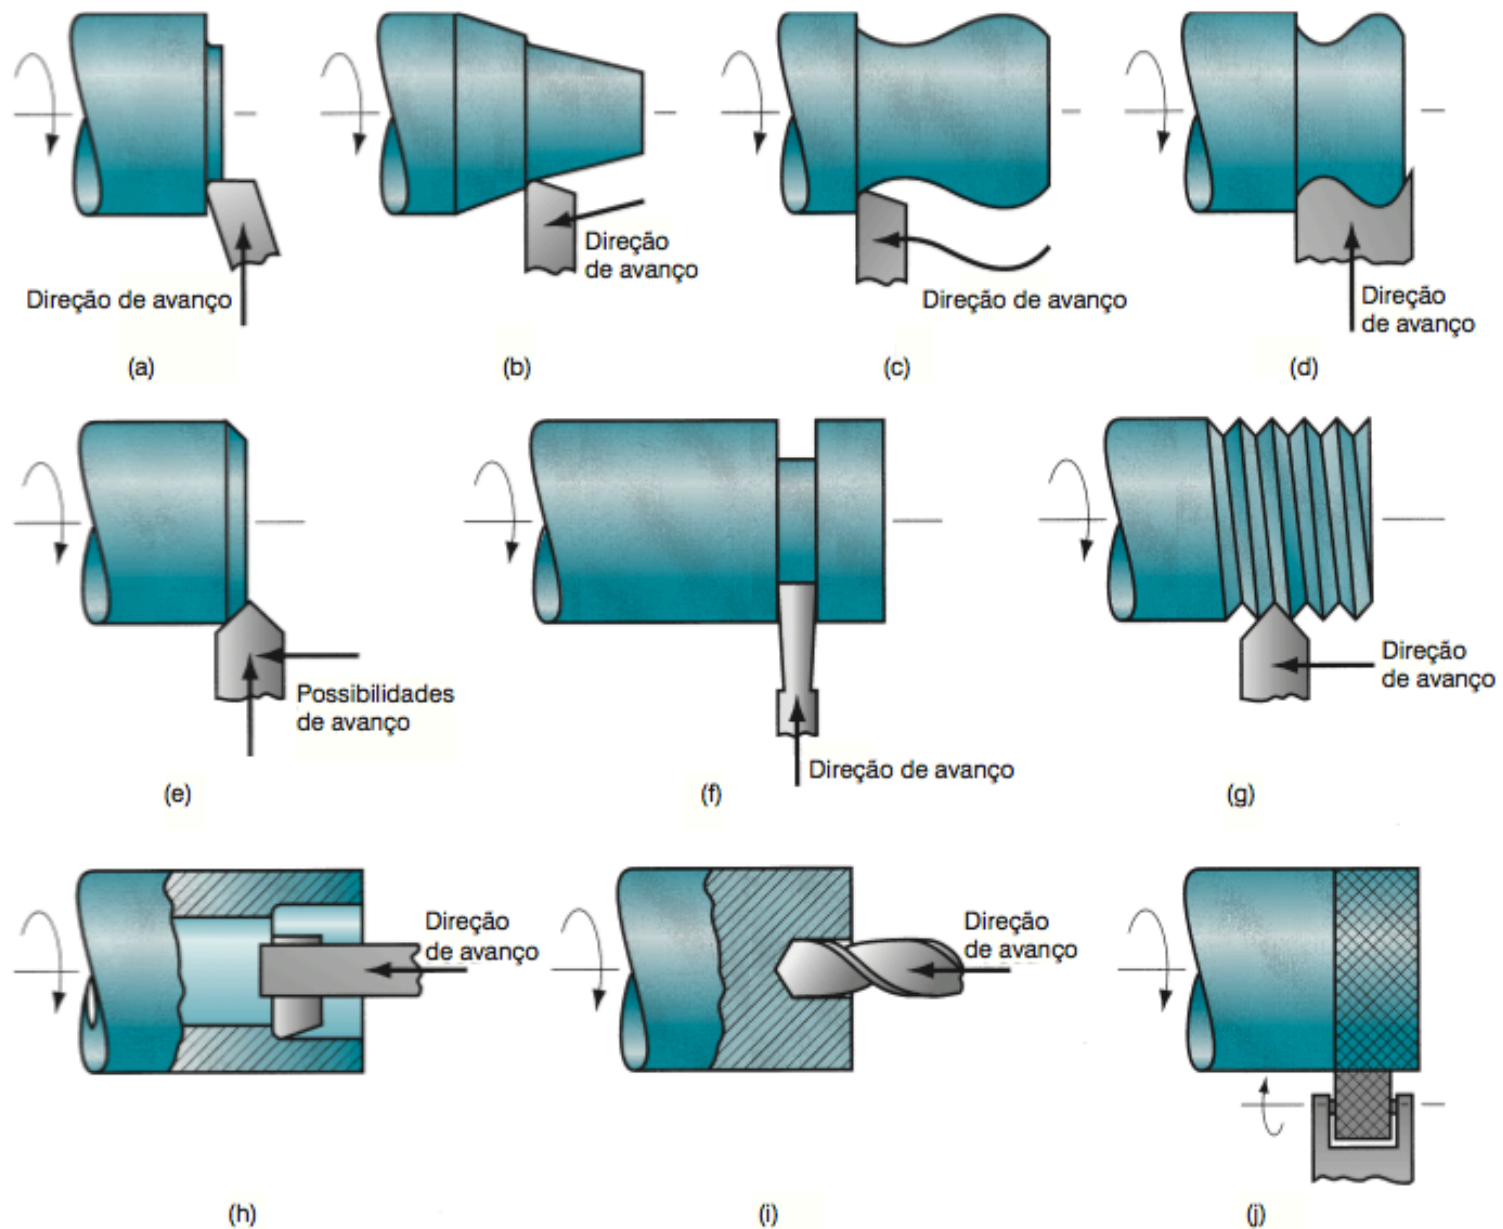 Direção de avanço
Direção
de avanço
Direção de avanço
Direção
de avanço
(a)
(b)
(c)
(d)
Possibilidades
de avanço
Direção de avanço
Direção
de avanço
(e)
(f)
(g)
Direção
de avanço
Direção
de avanço
(h)
(i)
(j)